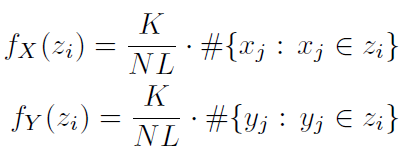 f_X(z_i) = \frac{K}{NL} \cdot \#\{x_j : x_j \in z_i\}
f_Y(z_i) = \frac{K}{NL} \cdot \#\{y_j : y_j \in z_i\}